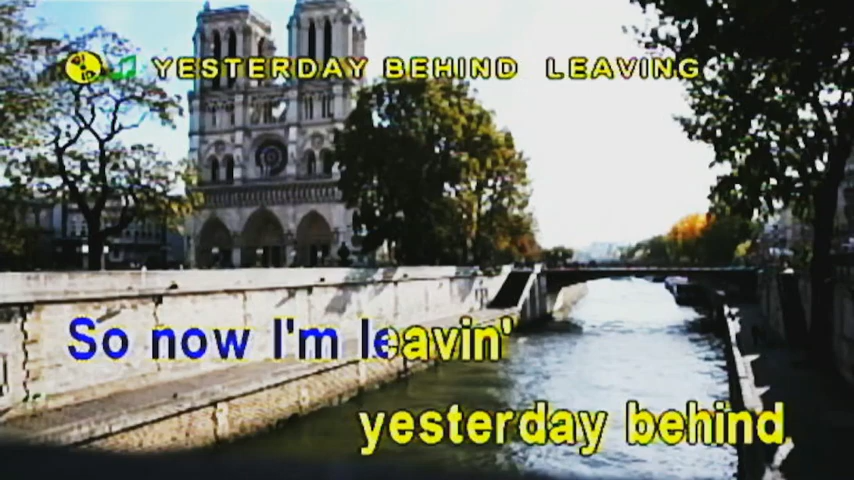 YESTERDAY BEHIND LEAVING
So now I'm leavin'
yesterday behind